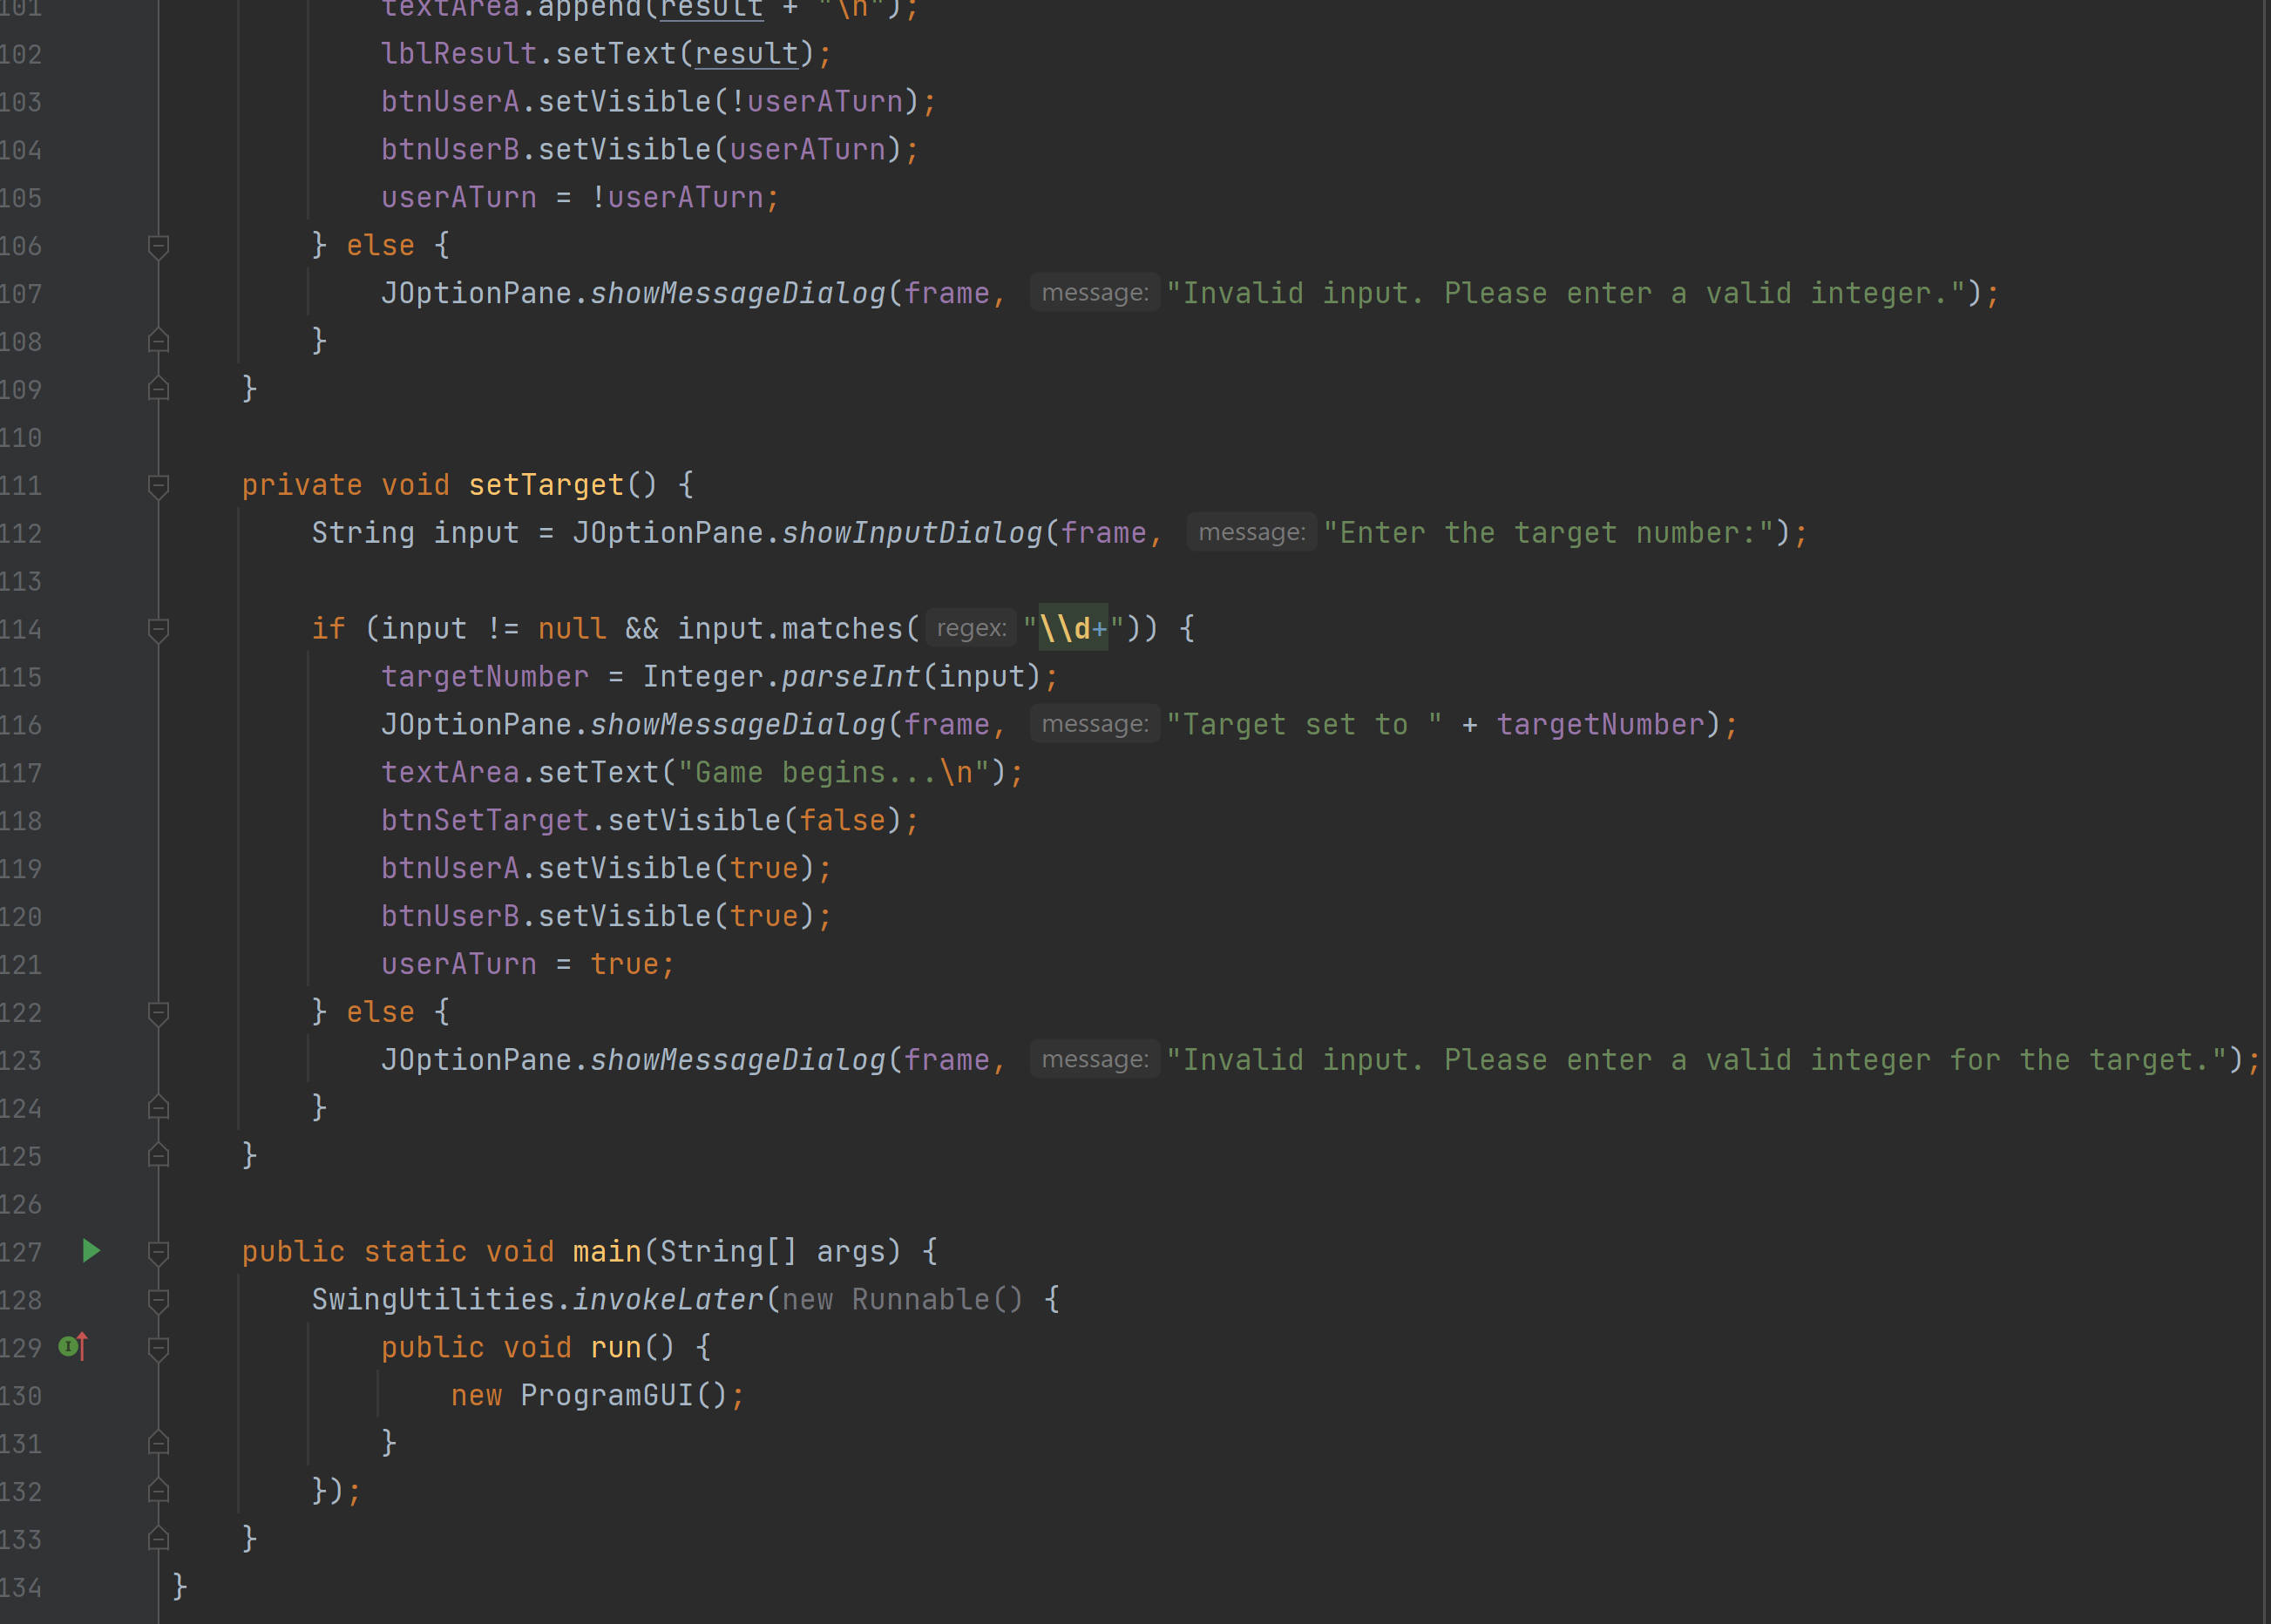 101 textArea.append(result + "\n");
102 lblResult.setText(result);
103 btnUserA.setVisible(!userATurn);
104 btnUserB.setVisible(userATurn);
105 userATurn = !userATurn;
106 } else {
107 JOptionPane.showMessageDialog(frame, message: "Invalid input. Please enter a valid integer.");
108 }
109 }
110
111 private void setTarget() {
112 String input = JOptionPane.showInputDialog(frame, message: "Enter the target number:");
113
114 if (input != null && input.matches( regex: "\\d+")) {
115 targetNumber = Integer.parseInt(input);
116 JOptionPane.showMessageDialog(frame, message: "Target set to " + targetNumber);
117 textArea.setText("Game begins...\n");
118 btnSetTarget.setVisible(false);
119 btnUserA.setVisible(true);
120 btnUserB.setVisible(true);
121 userATurn = true;
122 } else {
123 JOptionPane.showMessageDialog(frame, message: "Invalid input. Please enter a valid integer for the target.");
124 }
125 }
126
127 public static void main(String[] args) {
128 SwingUtilities.invokeLater(new Runnable() {
129 public void run() {
130 new ProgramGUI();
131 }
132 });
133 }
134 }